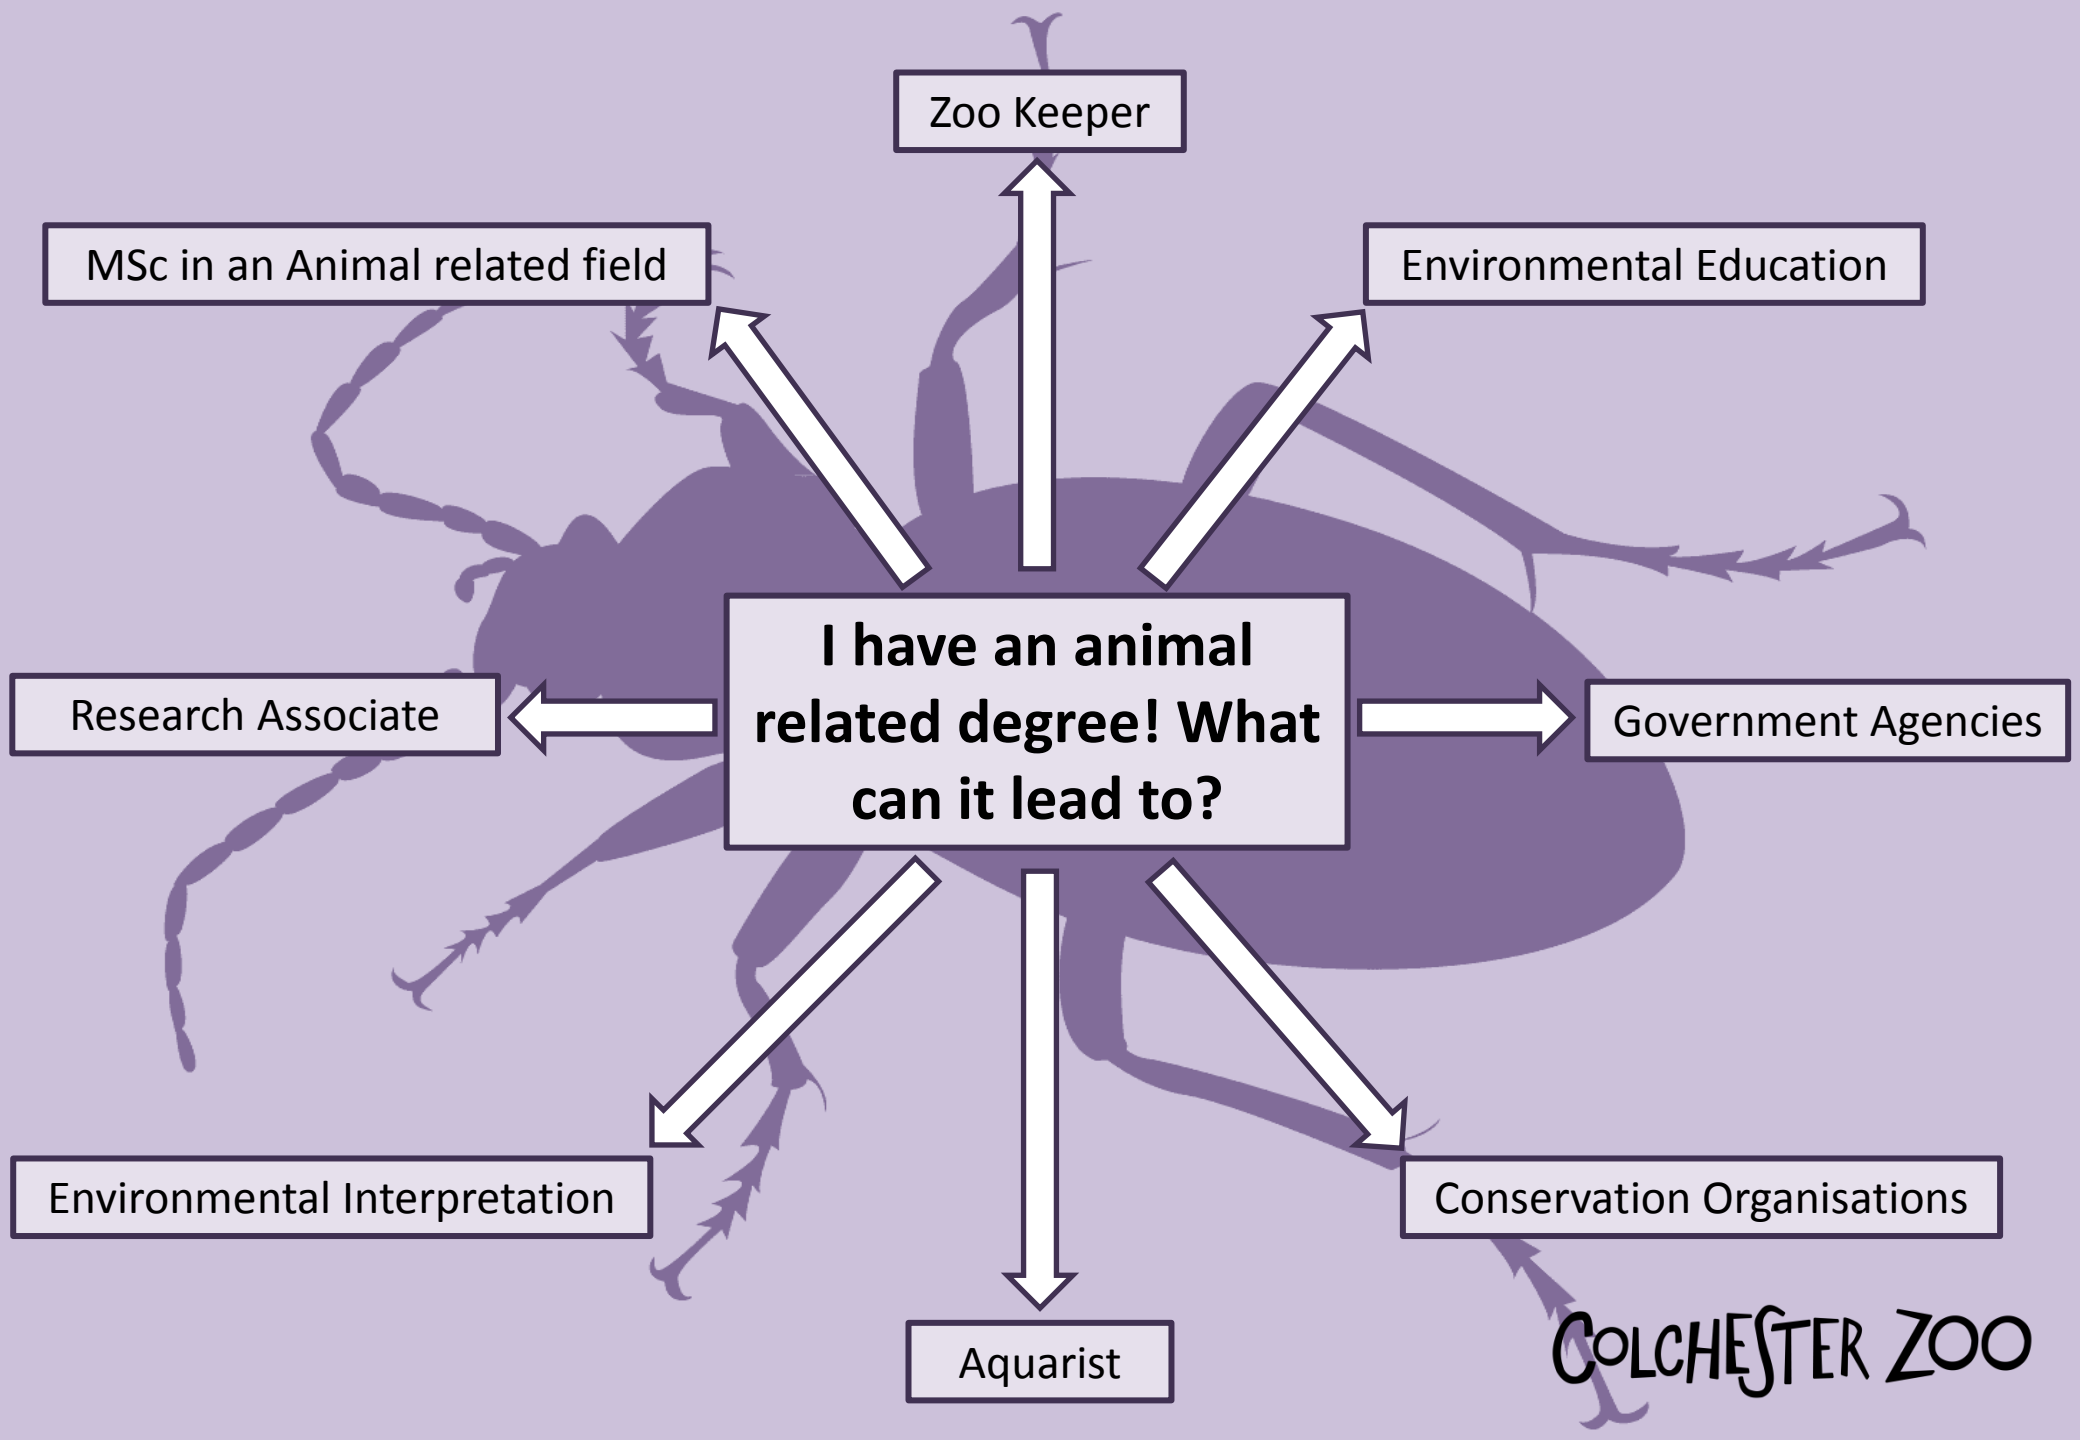 Zoo Keeper
MSc in an Animal related field
Environmental Education
I have an animal
related degree! What
can it lead to?
Research Associate
Government Agencies
Environmental Interpretation
Conservation Organisations
Aquarist
COLCHESTER ZOO